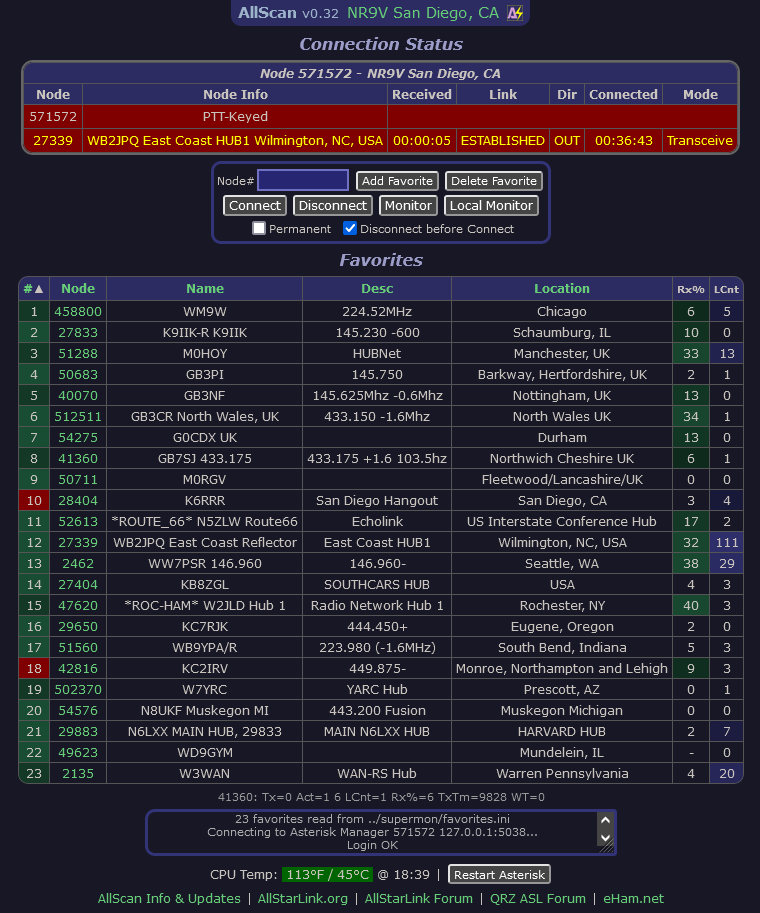 AllScan v0.32 NR9V San Diego, CA
Connection Status
Node 571572 - NR9V San Diego, CA
Node Node Info Received Link Dir Connected Mode
571572 PTT-Keyed
27339 WB2JPQ East Coast HUB1 Wilmington, NC, USA 00:00:05 ESTABLISHED OUT 00:36:43 Transceive
Node# Add Favorite Delete Favorite
Connect Disconnect Monitor Local Monitor
Permanent Disconnect before Connect
Favorites
#▲ Node Name Desc Location Rx% LCnt
1 458800 WM9W 224.52MHz Chicago 6 5
2 27833 K9IIK-R K9IIK 145.230 -600 Schaumburg, IL 10 0
3 51288 M0HOY HUBNet Manchester, UK 33 13
4 50683 GB3PI 145.750 Barkway, Hertfordshire, UK 2 1
5 40070 GB3NF 145.625Mhz -0.6Mhz Nottingham, UK 13 0
6 512511 GB3CR North Wales, UK 433.150 -1.6Mhz North Wales UK 34 1
7 54275 G0CDX UK Durham 13 0
8 41360 GB7SJ 433.175 433.175 +1.6 103.5hz Northwich Cheshire UK 6 1
9 50711 M0RGV Fleetwood/Lancashire/UK 0 0
10 28404 K6RRR San Diego Hangout San Diego, CA 3 4
11 52613 *ROUTE_66* N5ZLW Route66 Echolink US Interstate Conference Hub 17 2
12 27339 WB2JPQ East Coast Reflector East Coast HUB1 Wilmington, NC, USA 32 111
13 2462 WW7PSR 146.960 146.960- Seattle, WA 38 29
14 27404 KB8ZGL SOUTHCARS HUB USA 4 3
15 47620 *ROC-HAM* W2JLD Hub 1 Radio Network Hub 1 Rochester, NY 40 3
16 29650 KC7RJK 444.450+ Eugene, Oregon 2 0
17 51560 WB9YPA/R 223.980 (-1.6MHz) South Bend, Indiana 5 3
18 42816 KC2IRV 449.875- Monroe, Northampton and Lehigh 9 3
19 502370 W7YRC YARC Hub Prescott, AZ 0 1
20 54576 N8UKF Muskegon MI 443.200 Fusion Muskegon Michigan 0 0
21 29883 N6LXX MAIN HUB, 29833 MAIN N6LXX HUB HARVARD HUB 2 7
22 49623 WD9GYM Mundelein, IL - 0
23 2135 W3WAN WAN-RS Hub Warren Pennsylvania 4 20
41360: Tx=0 Act=1 6 LCnt=1 Rx%=6 TxTm=9828 WT=0
23 favorites read from ../supermon/favorites.ini
Connecting to Asterisk Manager 571572 127.0.0.1:5038...
Login OK
CPU Temp: 113°F / 45°C @ 18:39 | Restart Asterisk
AllScan Info & Updates | AllStarLink.org | AllStarLink Forum | QRZ ASL Forum | eHam.net